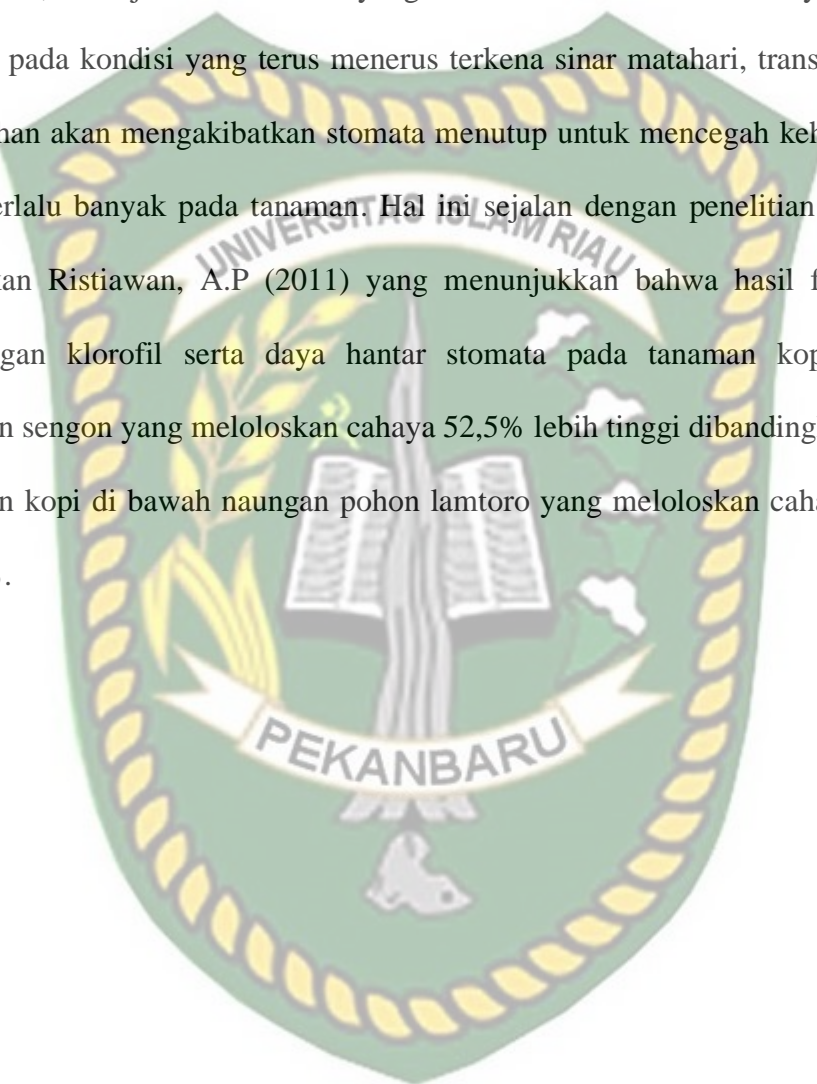 pada kondisi yang terus menerus terkena sinar matahari, trans
nan akan mengakibatkan stomata menutup untuk mencegah keh
erlalu banyak pada tanaman. Hal ini sejalan dengan penelitian
UNIVERSITAS ISLAM RIAU
kan Ristiawan, A.P (2011) yang menunjukkan bahwa hasil f
gan klorofil serta daya hantar stomata pada tanaman kop
n sengon yang meloloskan cahaya 52,5% lebih tinggi dibanding
n kopi di bawah naungan pohon lamtoro yang meloloskan caha
.
PEKANBARU